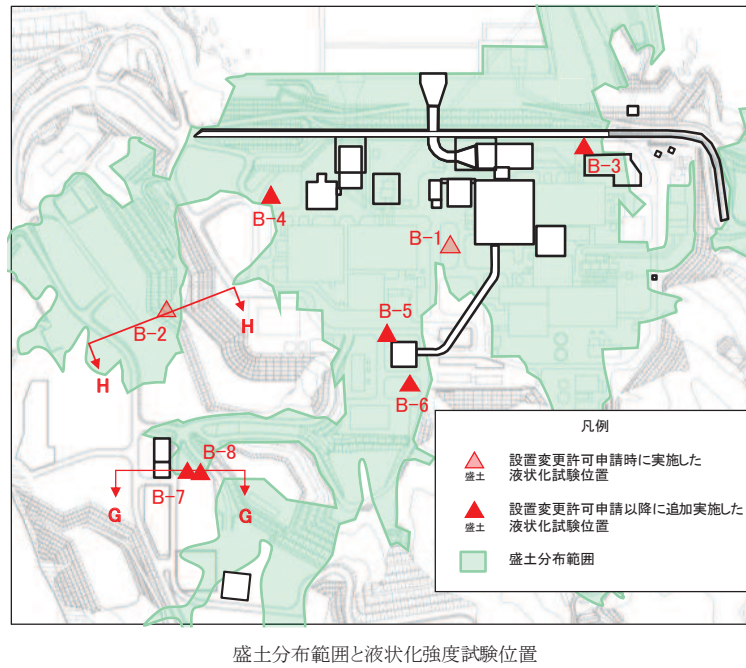 B-3
B-4
B-1
H
B-5
B-2
H
B-6
B-8
B-7
G
G
凡例
盛土
設置変更許可申請時に実施した
液状化試験位置
盛土
設置変更許可申請以降に追加実施した
液状化試験位置
盛土分布範囲
盛土分布範囲と液状化強度試験位置